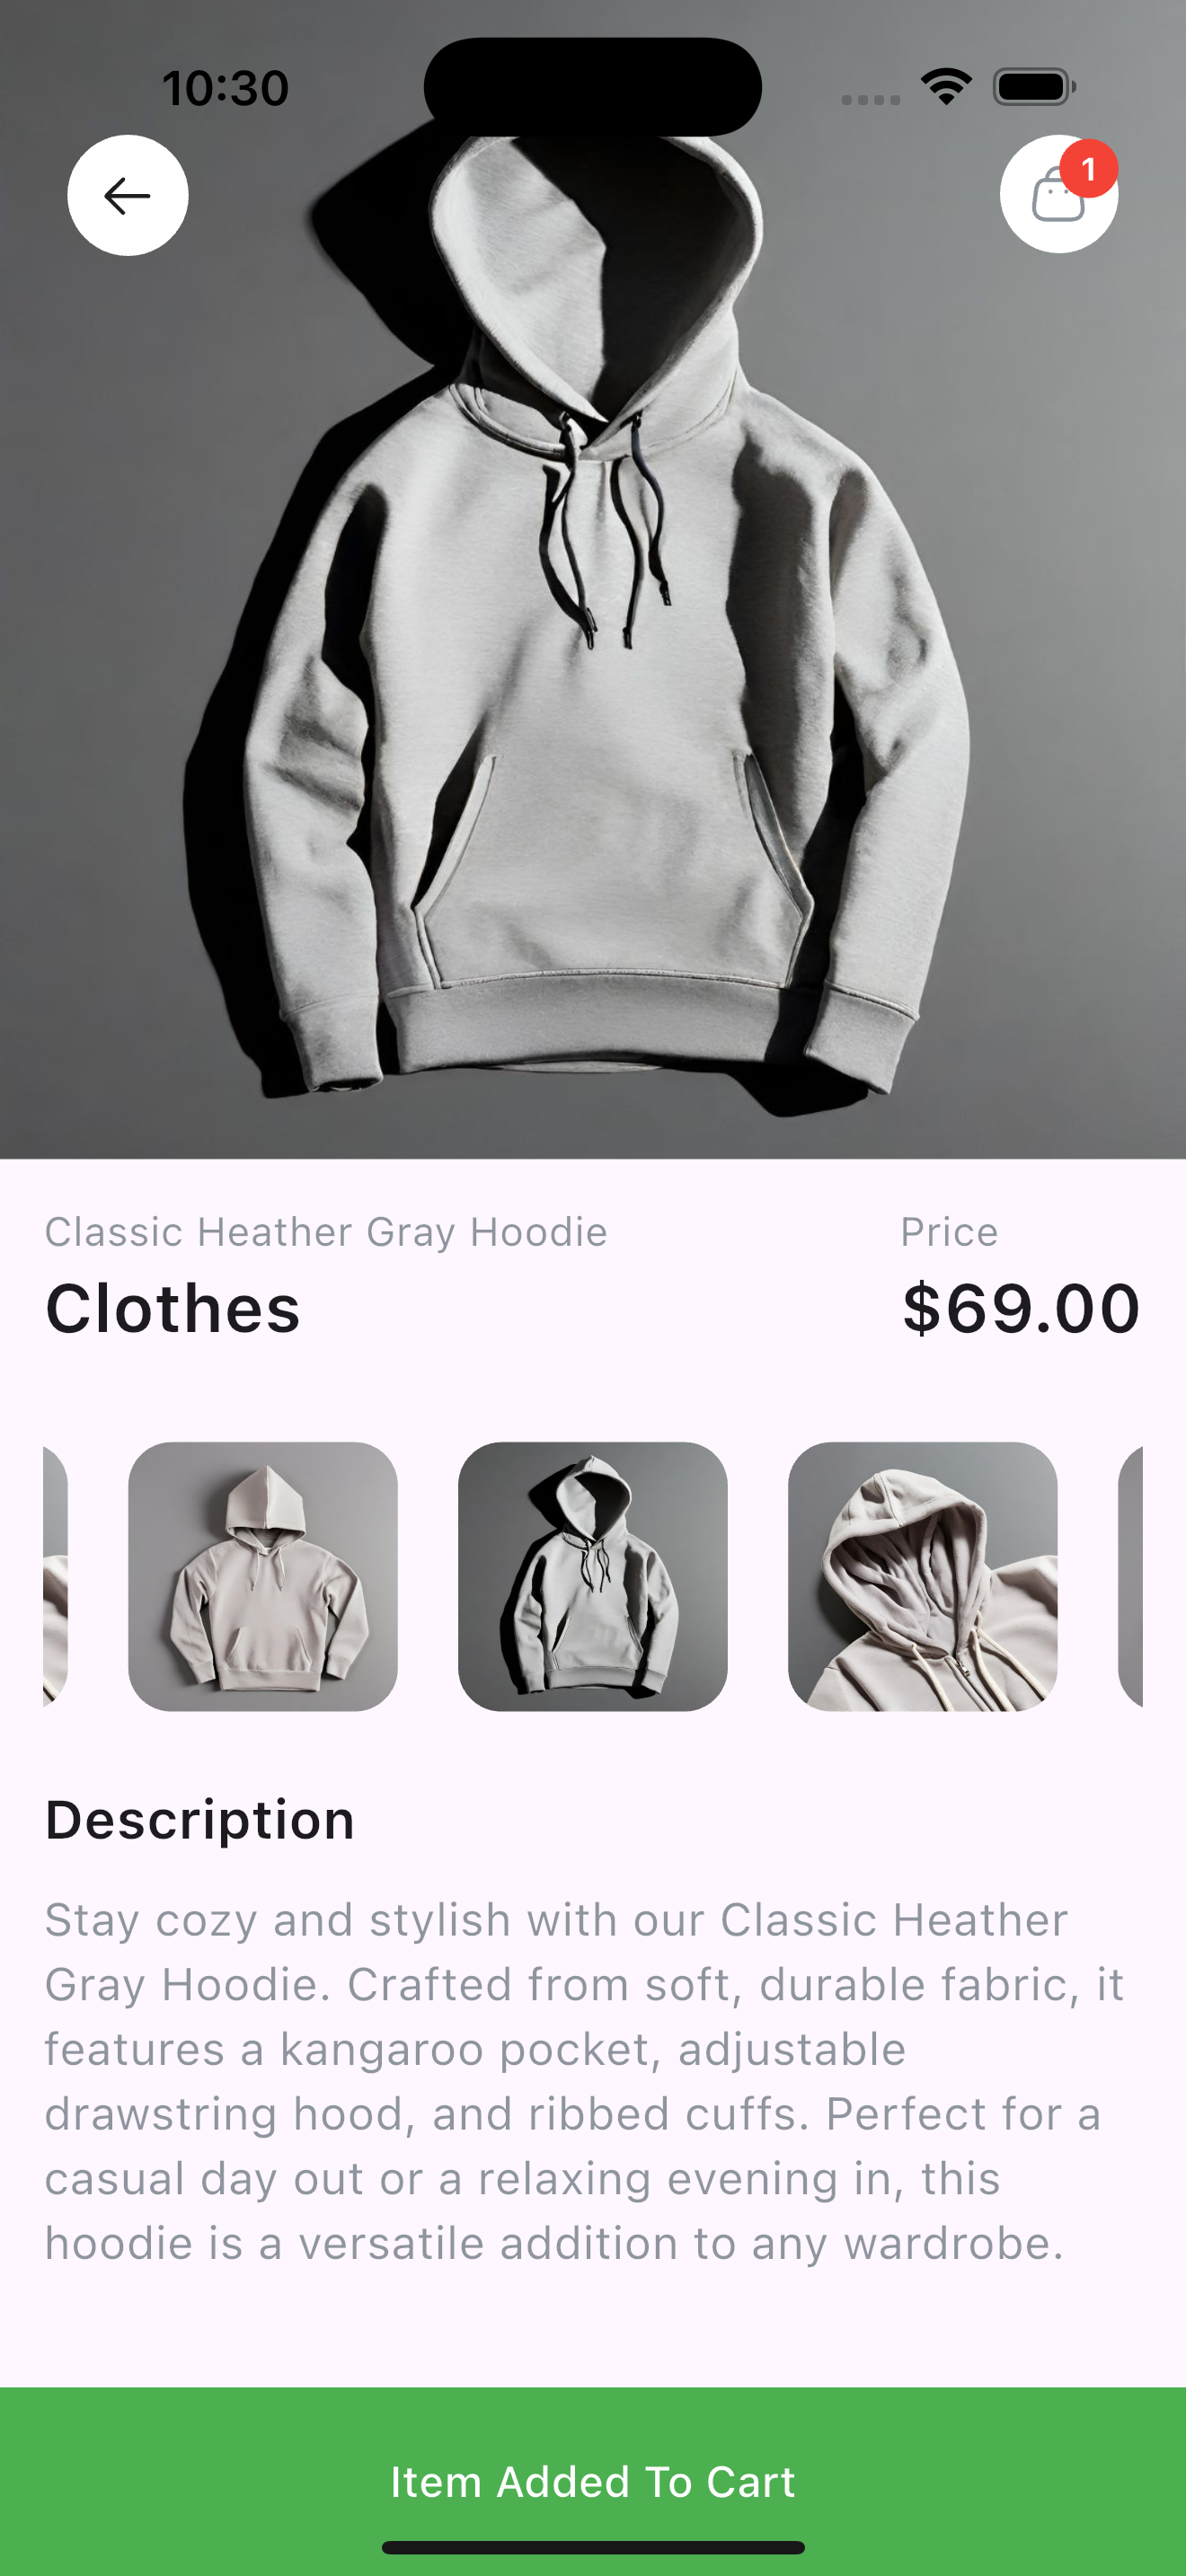 10:30
1
Classic Heather Gray Hoodie
Price
Clothes
$69.00
Description
Stay cozy and stylish with our Classic Heather
Gray Hoodie. Crafted from soft, durable fabric, it
features a kangaroo pocket, adjustable
drawstring hood, and ribbed cuffs. Perfect for a
casual day out or a relaxing evening in, this
hoodie is a versatile addition to any wardrobe.
Item Added To Cart